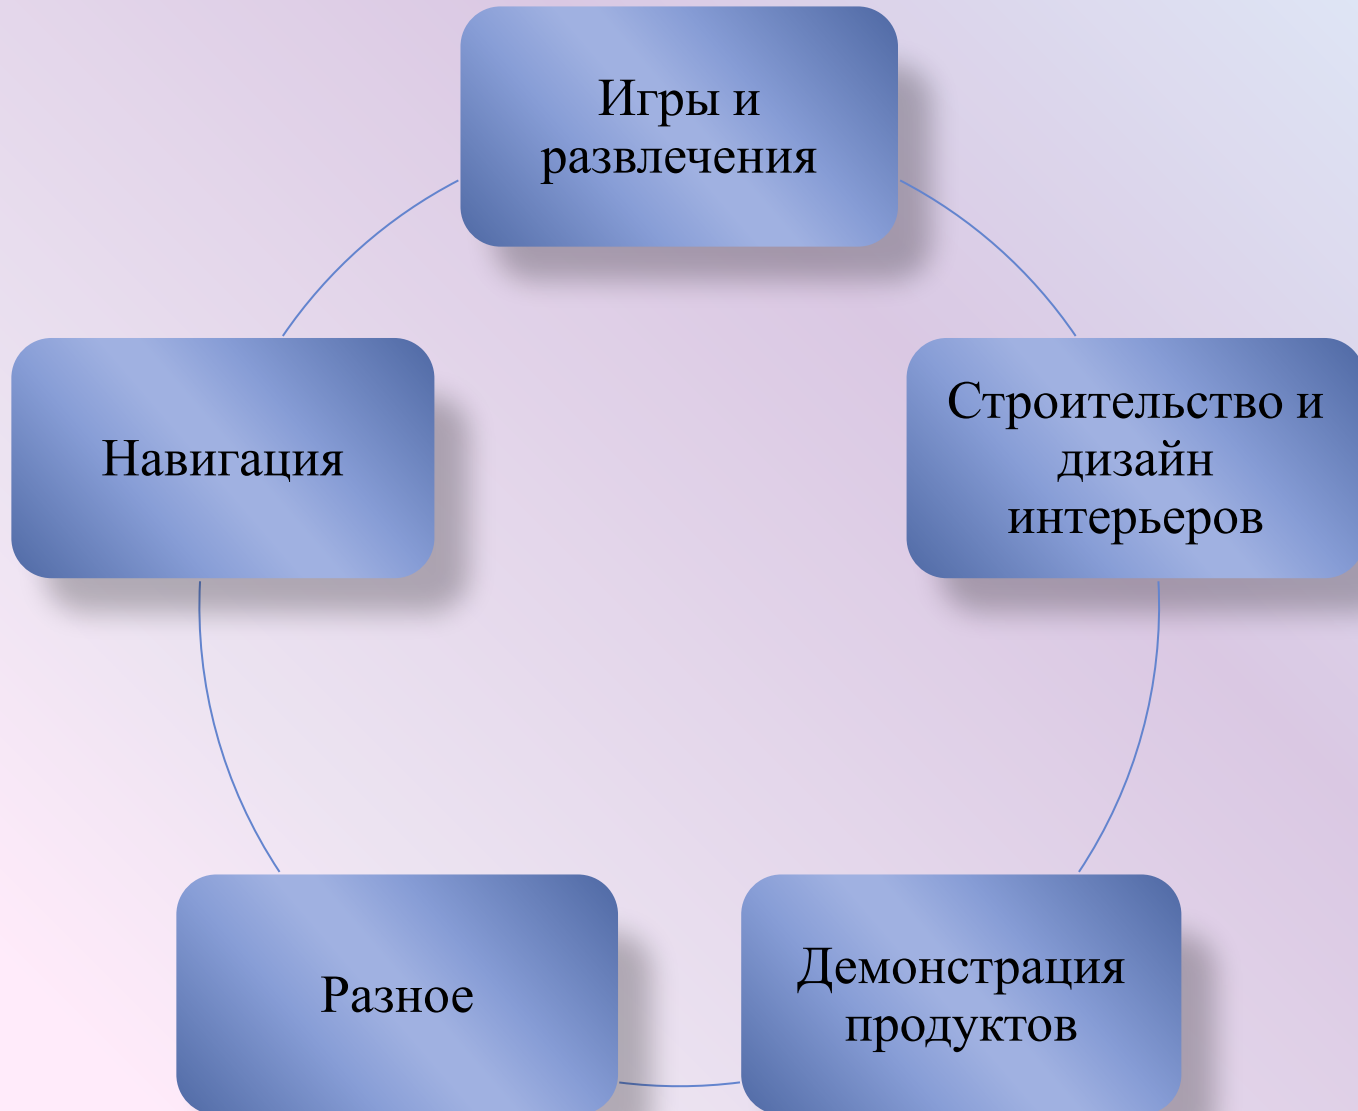 Игры и
развлечения
Строительство и
дизайн
интерьеров
Демонстрация
продуктов
Разное
Навигация